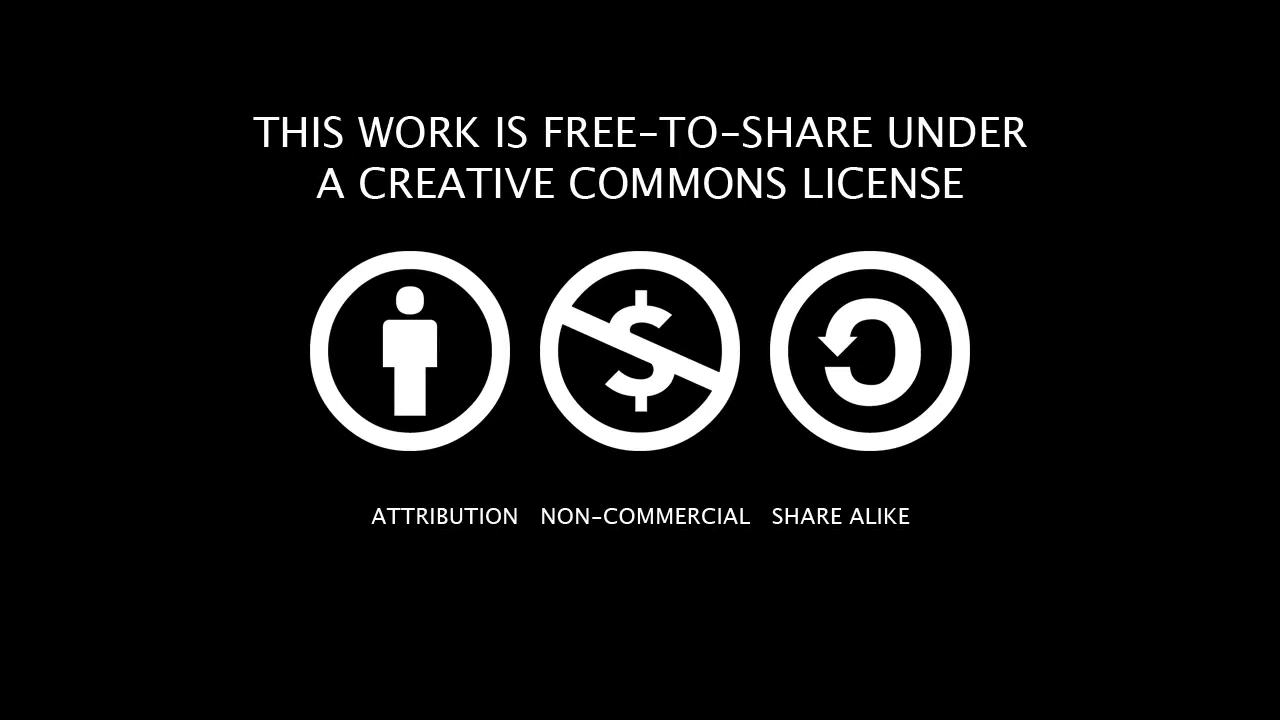 THIS WORK IS FREE-TO-SHARE UNDER
A CREATIVE COMMONS LICENSE
$
ATTRIBUTION NON-COMMERCIAL SHARE ALIKE